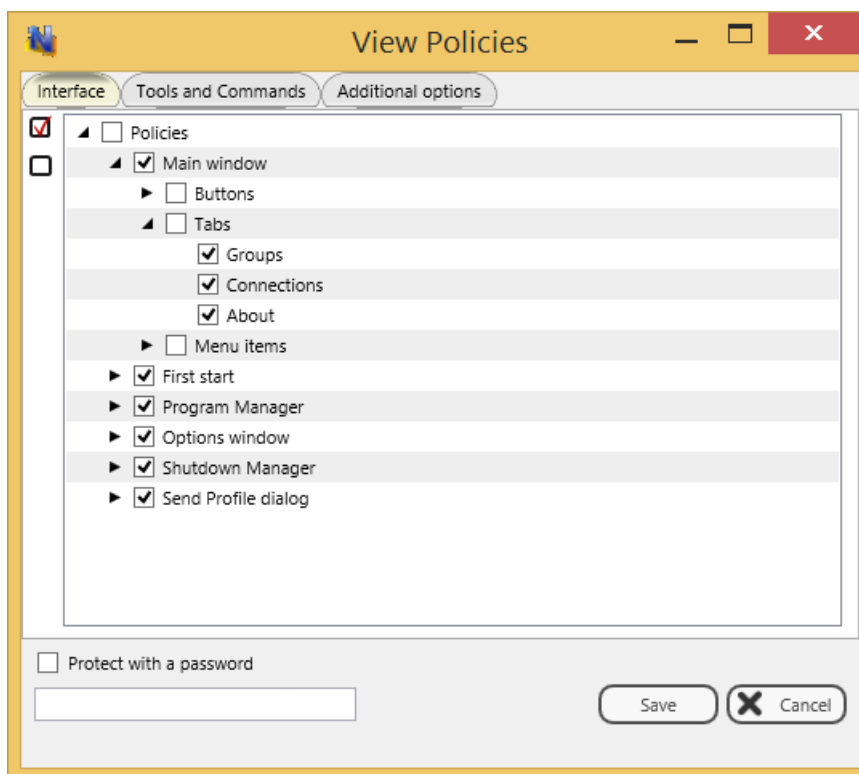 View Policies
Interface Tools and Commands Additional options
Policies
Main window
Buttons
Tabs
Groups
Connections
About
Menu items
First start
Program Manager
Options window
Shutdown Manager
Send Profile dialog
Protect with a password
Save Cancel